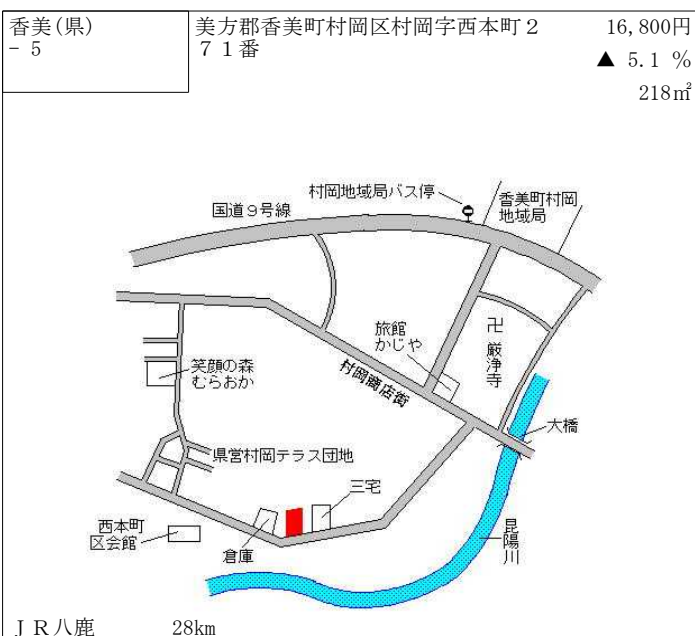 香美(県)
- 5
美方郡香美町村岡区村岡字西本町2
71番
16,800円
▲ 5.1 %
218㎡
村岡地域局バス停
国道9号線
香美町村岡
地域局
旅館
かじや
卍 厳浄寺
笑顔の森
むらおか
村岡商店街
大橋
県営村岡テラス団地
三宅
西本町
区会館
倉庫
昆陽川
JR八鹿 28km